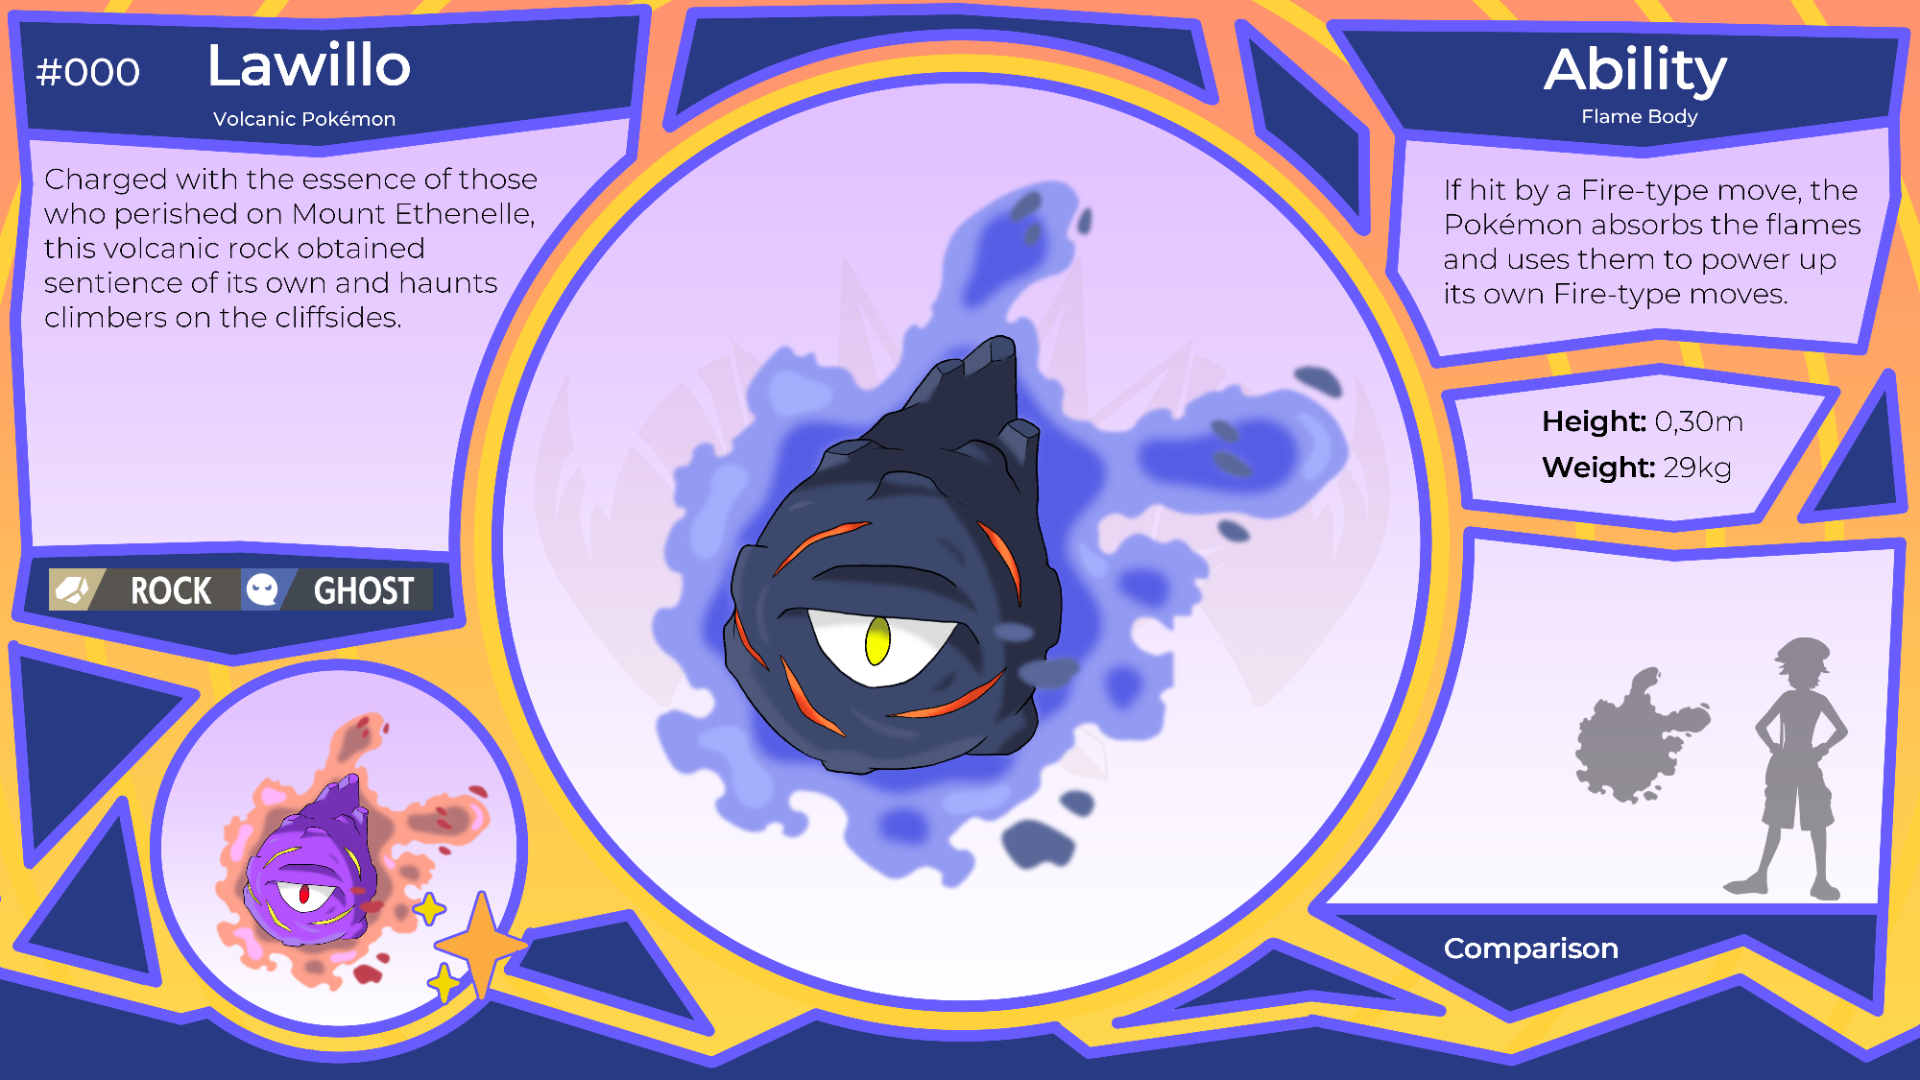 #000 Lawillo
Volcanic Pokémon
Charged with the essence of those
who perished on Mount Ethenelle,
this volcanic rock obtained
sentience of its own and haunts
climbers on the cliffsides.
ROCK GHOST
Ability
Flame Body
If hit by a Fire-type move, the
Pokémon absorbs the flames
and uses them to power up
its own Fire-type moves.
Height: 0,30m
Weight: 29kg
Comparison